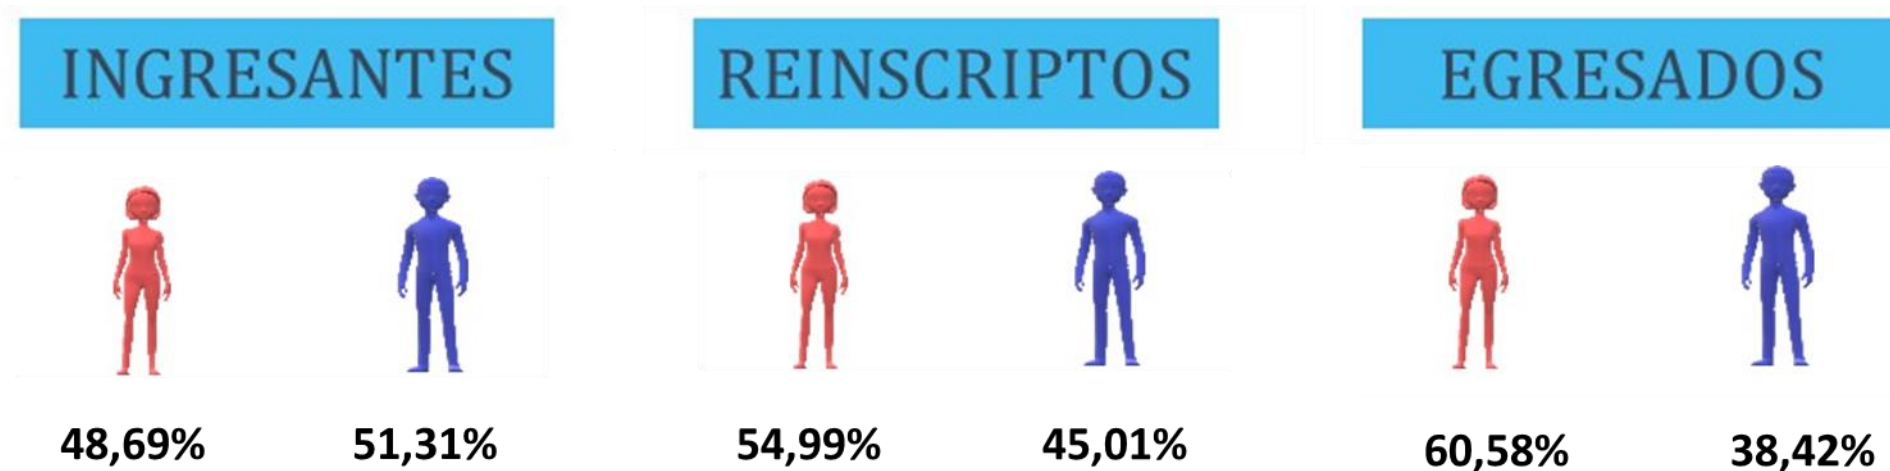 INGRESANTES
REINSCRIPTOS
EGRESADOS
48,69%
51,31%
54,99%
45,01%
60,58%
38,42%